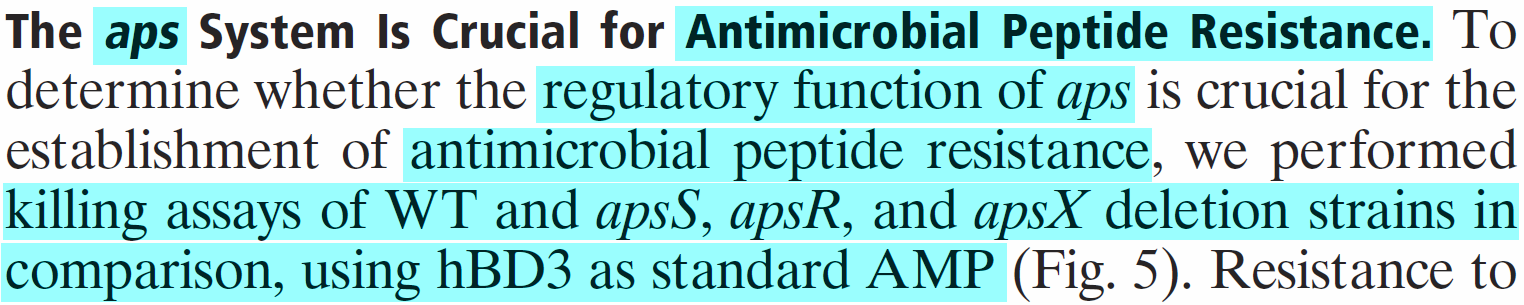 The aps System Is Crucial for Antimicrobial Peptide Resistance. To
determine whether the regulatory function of aps is crucial for the
establishment of antimicrobial peptide resistance, we performed
killing assays of WT and apsS, apsR, and apsX deletion strains in
comparison, using hBD3 as standard AMP (Fig. 5). Resistance to